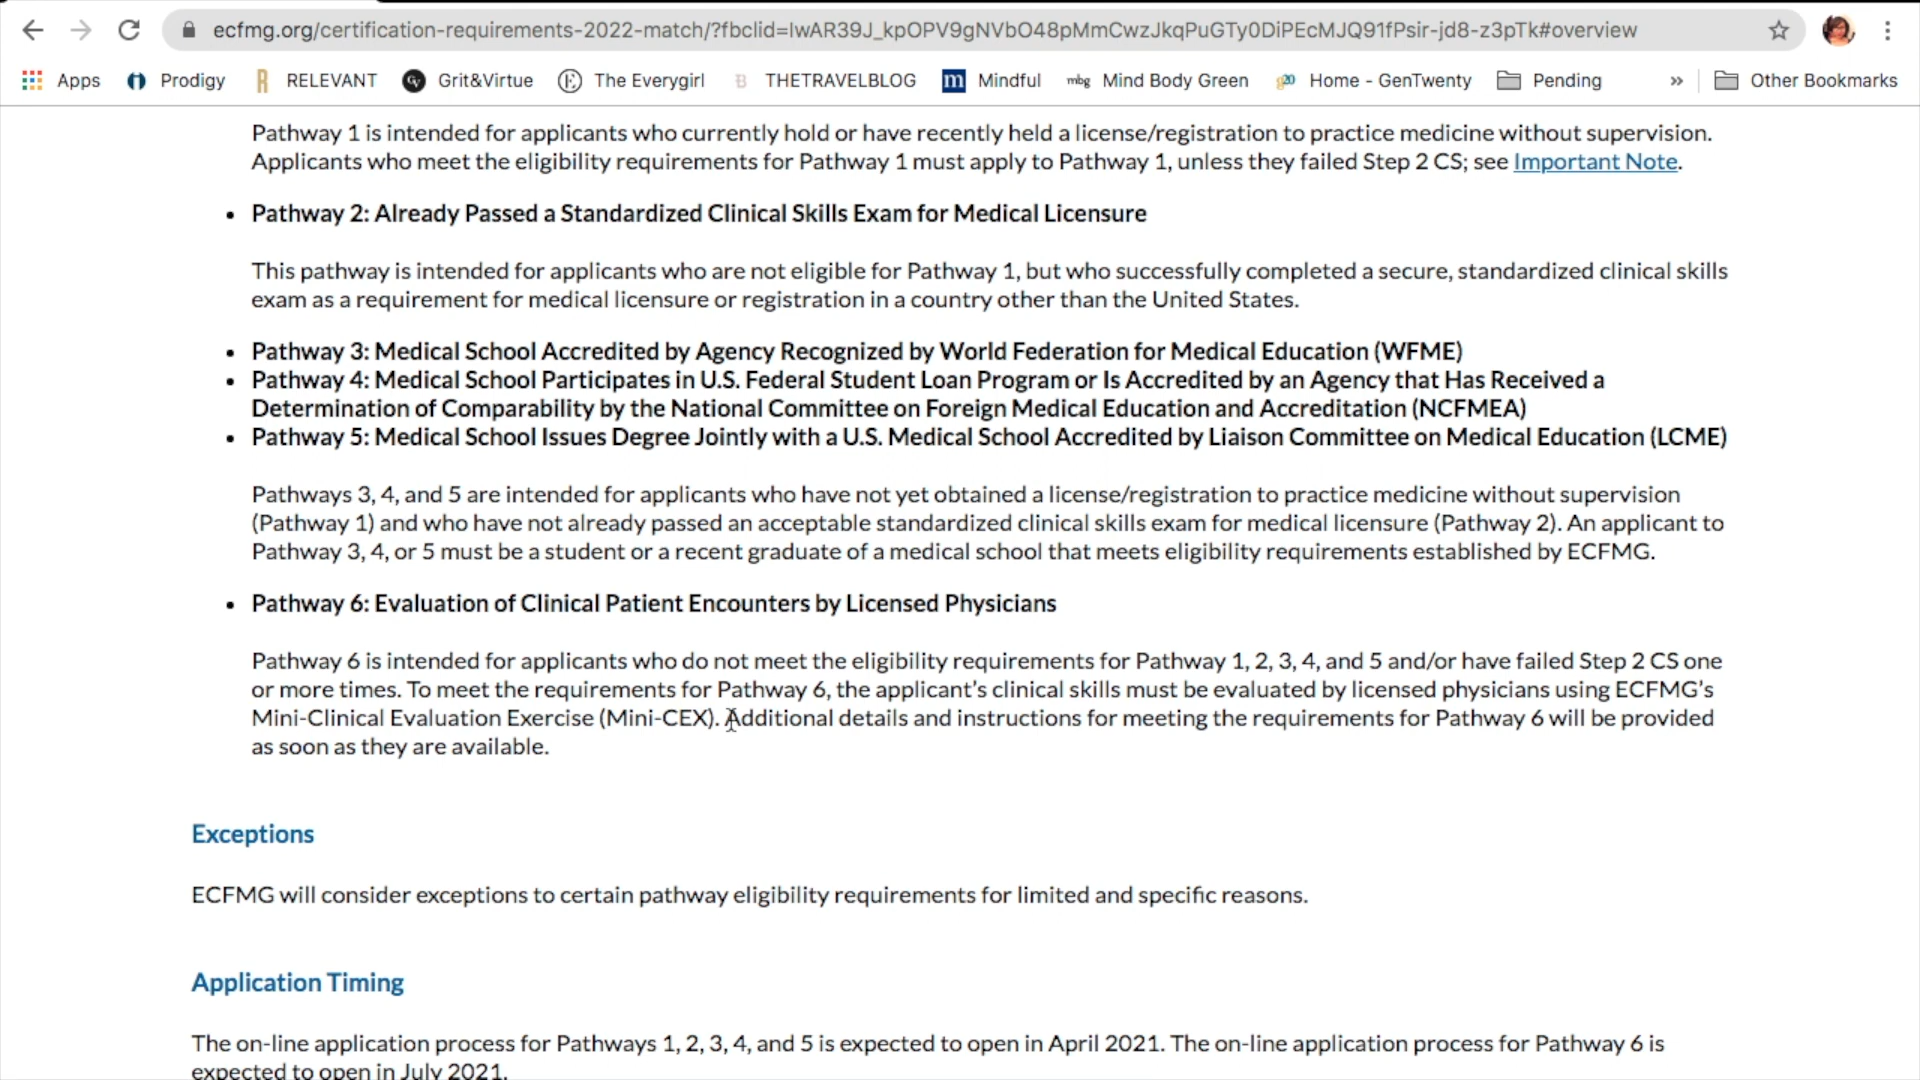 ecfmg.org/certification-requirements-2022-match/?fbclid=IwAR39J_kpOPV9gNVbO48pMmCwzJkqPuGTy0DiPEcMJQ91fPsir-jd8-z3pTk#overview
Apps Prodigy RELEVANT Grit&Virtue The Everygirl THETRAVELBLOG Mindful Mind Body Green Home - GenTwenty Pending » Other Bookmarks
Pathway 1 is intended for applicants who currently hold or have recently held a license/registration to practice medicine without supervision.
Applicants who meet the eligibility requirements for Pathway 1 must apply to Pathway 1, unless they failed Step 2 CS; see Important Note.
• Pathway 2: Already Passed a Standardized Clinical Skills Exam for Medical Licensure
This pathway is intended for applicants who are not eligible for Pathway 1, but who successfully completed a secure, standardized clinical skills
exam as a requirement for medical licensure or registration in a country other than the United States.
• Pathway 3: Medical School Accredited by Agency Recognized by World Federation for Medical Education (WFME)
• Pathway 4: Medical School Participates in U.S. Federal Student Loan Program or Is Accredited by an Agency that Has Received a
Determination of Comparability by the National Committee on Foreign Medical Education and Accreditation (NCFMEA)
• Pathway 5: Medical School Issues Degree Jointly with a U.S. Medical School Accredited by Liaison Committee on Medical Education (LCME)
Pathways 3, 4, and 5 are intended for applicants who have not yet obtained a license/registration to practice medicine without supervision
(Pathway 1) and who have not already passed an acceptable standardized clinical skills exam for medical licensure (Pathway 2). An applicant to
Pathway 3, 4, or 5 must be a student or a recent graduate of a medical school that meets eligibility requirements established by ECFMG.
• Pathway 6: Evaluation of Clinical Patient Encounters by Licensed Physicians
Pathway 6 is intended for applicants who do not meet the eligibility requirements for Pathway 1, 2, 3, 4, and 5 and/or have failed Step 2 CS one
or more times. To meet the requirements for Pathway 6, the applicant's clinical skills must be evaluated by licensed physicians using ECFMG's
Mini-Clinical Evaluation Exercise (Mini-CEX). Additional details and instructions for meeting the requirements for Pathway 6 will be provided
as soon as they are available.
Exceptions
ECFMG will consider exceptions to certain pathway eligibility requirements for limited and specific reasons.
Application Timing
The on-line application process for Pathways 1, 2, 3, 4, and 5 is expected to open in April 2021. The on-line application process for Pathway 6 is
expected to open in July 2021.